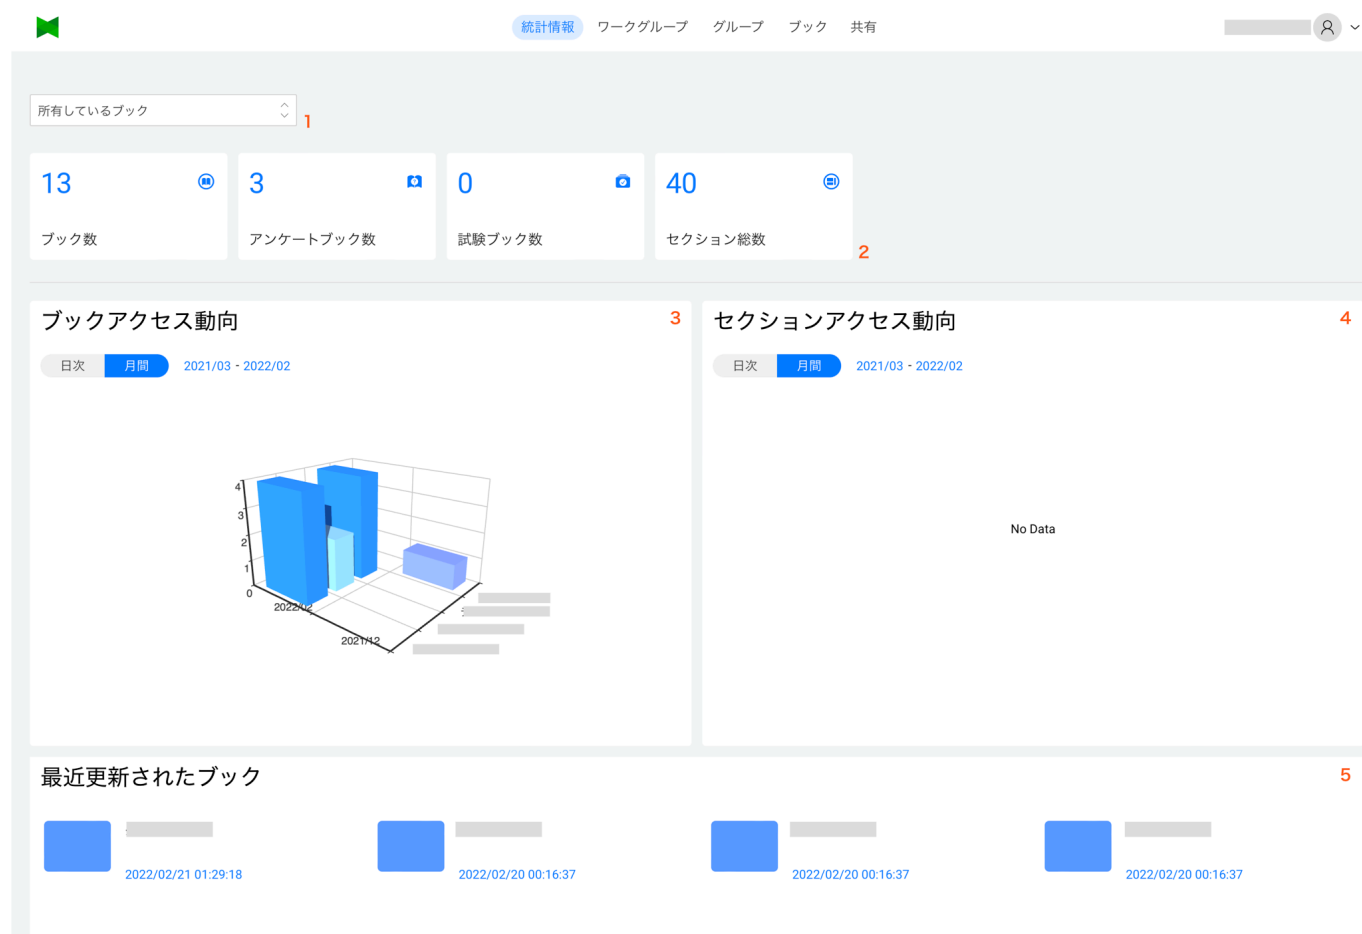 統計情報 ワークグループ グループ ブック 共有
所有しているブック
1
13
ブック数
3
アンケートブック数
0
試験ブック数
40
セクション総数
2
ブックアクセス動向
3
日次 月間 2021/03 - 2022/02
4
3
2
1
0
2022/02
2021/12
セクションアクセス動向
4
日次 月間 2021/03 - 2022/02
No Data
最近更新されたブック
5
2022/02/21 01:29:18
2022/02/20 00:16:37
2022/02/20 00:16:37
2022/02/20 00:16:37